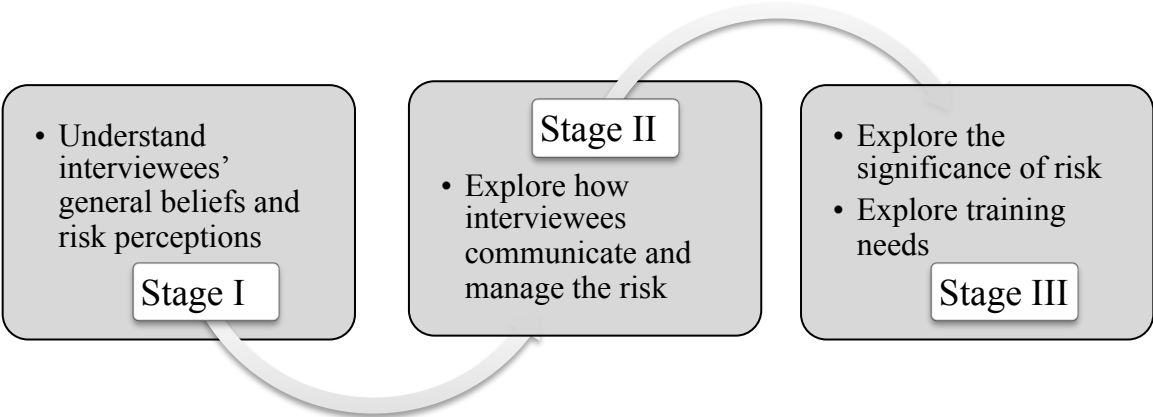 • Understand
interviewees’
general beliefs and
risk perceptions
Stage I
Stage II
• Explore how
interviewees
communicate and
manage the risk
• Explore the
significance of risk
• Explore training
needs
Stage III